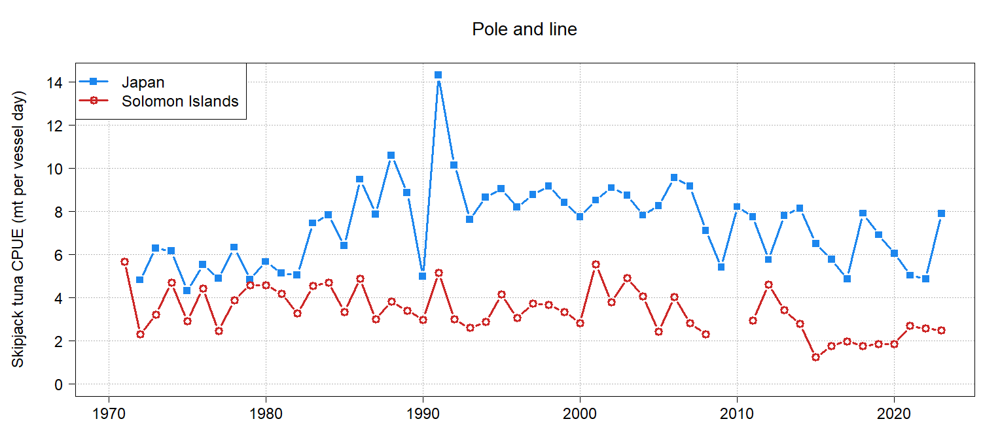 Pole and line
Japan
Solomon Islands
Skipjack tuna CPUE (mt per vessel day)
14
12
10
8
6
4
2
0
1970 1980 1990 2000 2010 2020